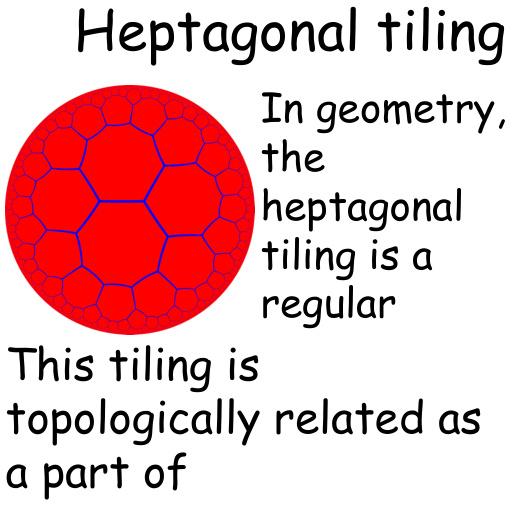 Heptagonal tiling
In geometry,
the
heptagonal
tiling is a
regular
This tiling is
topologically related as
a part of